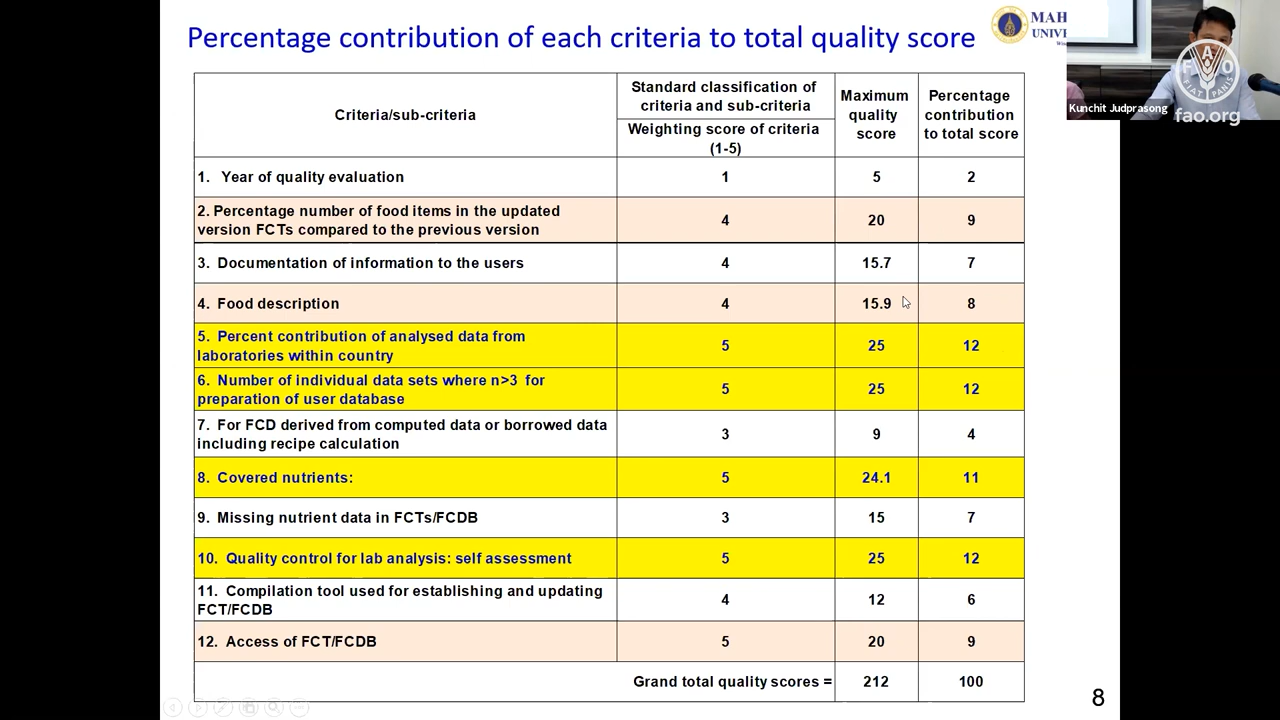 Percentage contribution of each criteria to total quality score
MAH
UNIV
Kunchit Judprasong
FAO
FIAT PANIS
fao.org
Criteria/sub-criteria
Standard classification of
criteria and sub-criteria
Weighting score of criteria
(1-5)
Maximum
quality
score
Percentage
contribution
to total score
1. Year of quality evaluation
1
5
2
2. Percentage number of food items in the updated
version FCTs compared to the previous version
4
20
9
3. Documentation of information to the users
4
15.7
7
4. Food description
4
15.9
8
5. Percent contribution of analysed data from
laboratories within country
5
25
12
6. Number of individual data sets where n>3 for
preparation of user database
5
25
12
7. For FCD derived from computed data or borrowed data
including recipe calculation
3
9
4
8. Covered nutrients:
5
24.1
11
9. Missing nutrient data in FCTs/FCDB
3
15
7
10. Quality control for lab analysis: self assessment
5
25
12
11. Compilation tool used for establishing and updating
FCT/FCDB
4
12
6
12. Access of FCT/FCDB
5
20
9
Grand total quality scores =
212
100
8